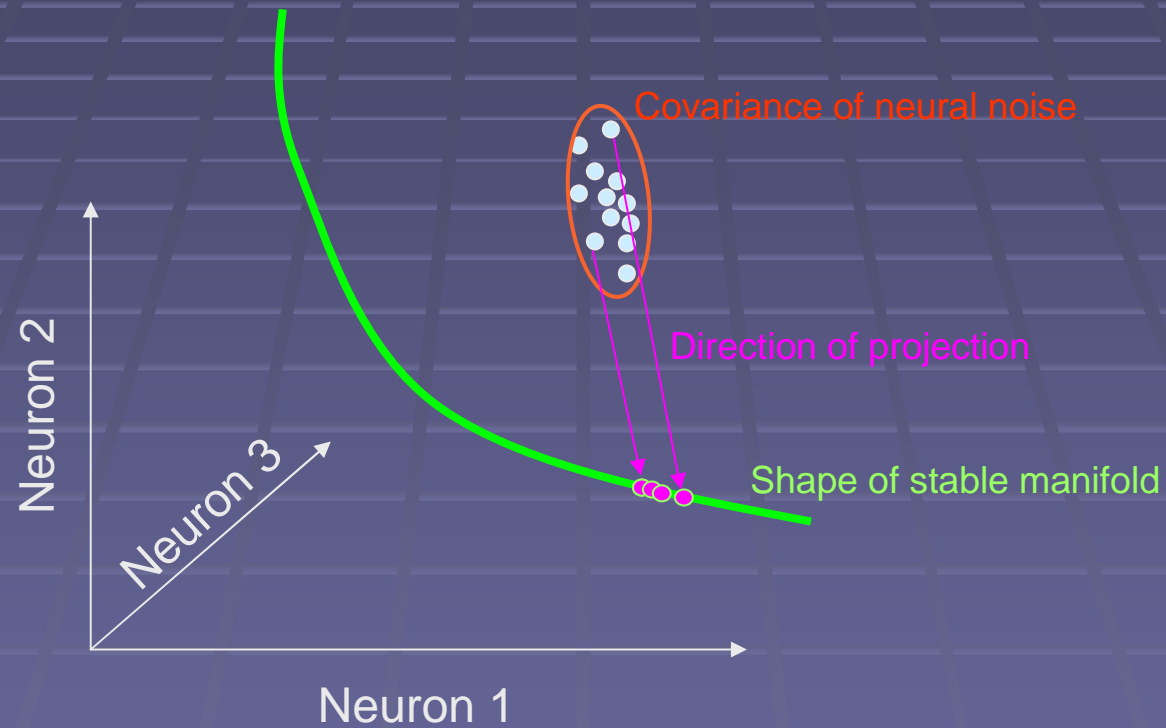 Covariance of neural noise
Direction of projection
Shape of stable manifold
Neuron 2
Neuron 3
Neuron 1